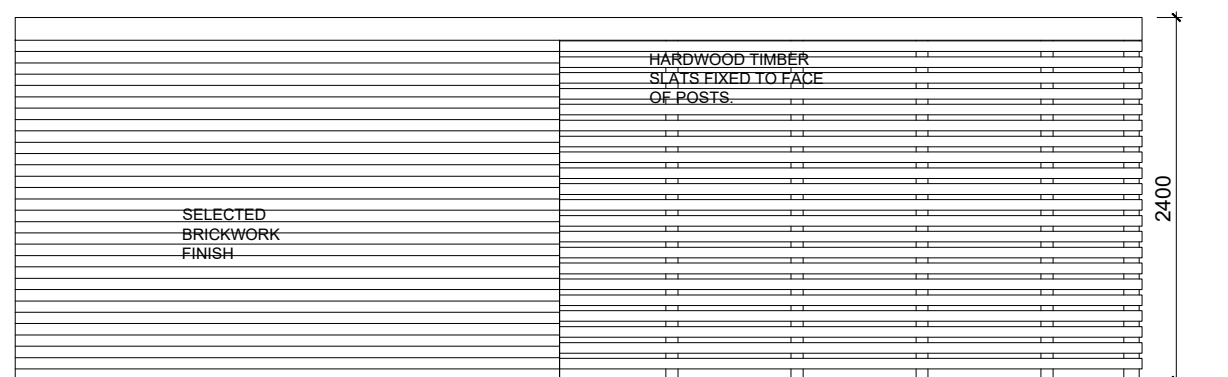 HARDWOOD TIMBER
SLATS FIXED TO FACE
OF POSTS.
SELECTED
BRICKWORK
FINISH
2400